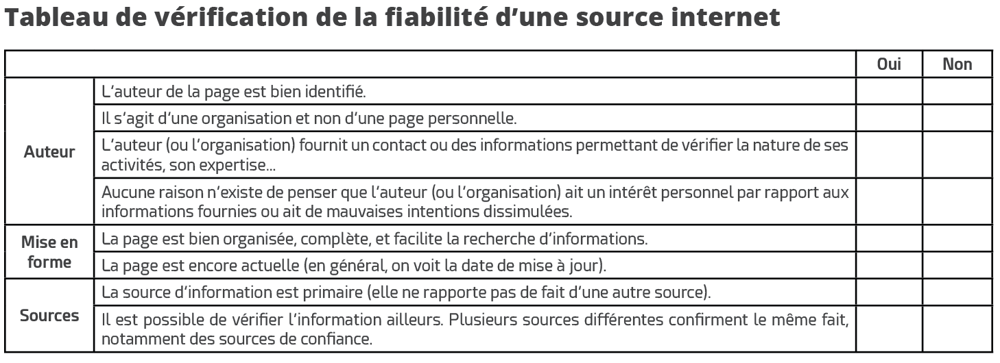 Tableau de vérification de la fiabilité d’une source internet
Oui Non
Auteur
L’auteur de la page est bien identifié.
Il s’agit d’une organisation et non d’une page personnelle.
L’auteur (ou l’organisation) fournit un contact ou des informations permettant de vérifier la nature de ses
activités, son expertise...
Aucune raison n’existe de penser que l’auteur (ou l’organisation) ait un intérêt personnel par rapport aux
informations fournies ou ait de mauvaises intentions dissimulées.
Mise en
forme
La page est bien organisée, complète, et facilite la recherche d’informations.
La page est encore actuelle (en général, on voit la date de mise à jour).
Sources
La source d’information est primaire (elle ne rapporte pas de fait d’une autre source).
Il est possible de vérifier l’information ailleurs. Plusieurs sources différentes confirment le même fait,
notamment des sources de confiance.